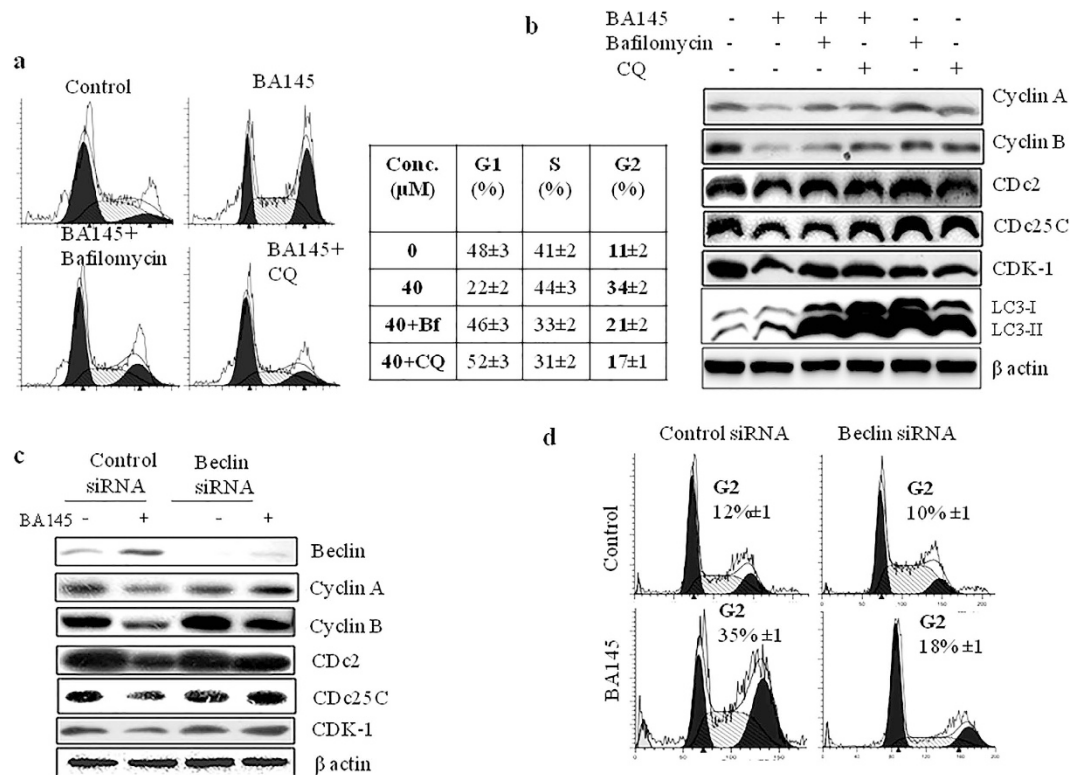 a
Control
BA145
BA145+
Bafilomycin
BA145+
CQ
Conc. (µM) G1 (%) S (%) G2 (%)
0 48±3 41±2 11±2
40 22±2 44±3 34±2
40+Bf 46±3 33±2 21±2
40+CQ 52±3 31±2 17±1
b
BA145 - + + + - -
Bafilomycin - - + - + -
CQ - - - + - +
Cyclin A
Cyclin B
CDc2
CDc25C
CDK-1
LC3-I
LC3-II
β actin
c
Control siRNA
Beclin siRNA
BA145 - + - +
Beclin
Cyclin A
Cyclin B
CDc2
CDc25C
CDK-1
β actin
d
Control siRNA
Beclin siRNA
Control
G2
12%±1
G2
10%±1
BA145
G2
35%±1
G2
18%±1